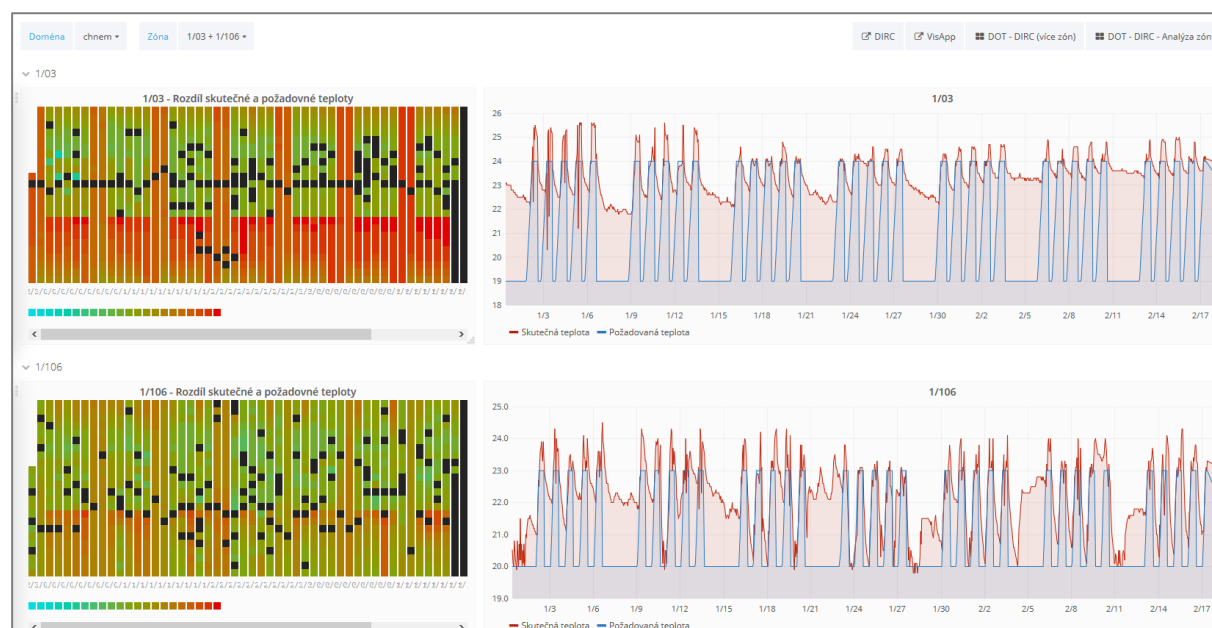 Doména chnem Zóna 1/03 + 1/106 DIRC VisApp DOT - DIRC (více zón) DOT - DIRC - Analýza zón
1/03
1/03 - Rozdíl skutečné a požadovné teploty
1/03
26
25
24
23
22
21
20
19
18
1/3 1/6 1/9 1/12 1/15 1/18 1/21 1/24 1/27 1/30 2/2 2/5 2/8 2/11 2/14 2/17
Skutečná teplota Požadovaná teplota
1/106
1/106 - Rozdíl skutečné a požadovné teploty
1/106
25.0
24.0
23.0
22.0
21.0
20.0
19.0
1/3 1/6 1/9 1/12 1/15 1/18 1/21 1/24 1/27 1/30 2/2 2/5 2/8 2/11 2/14 2/17
Skutečná teplota Požadovaná teplota